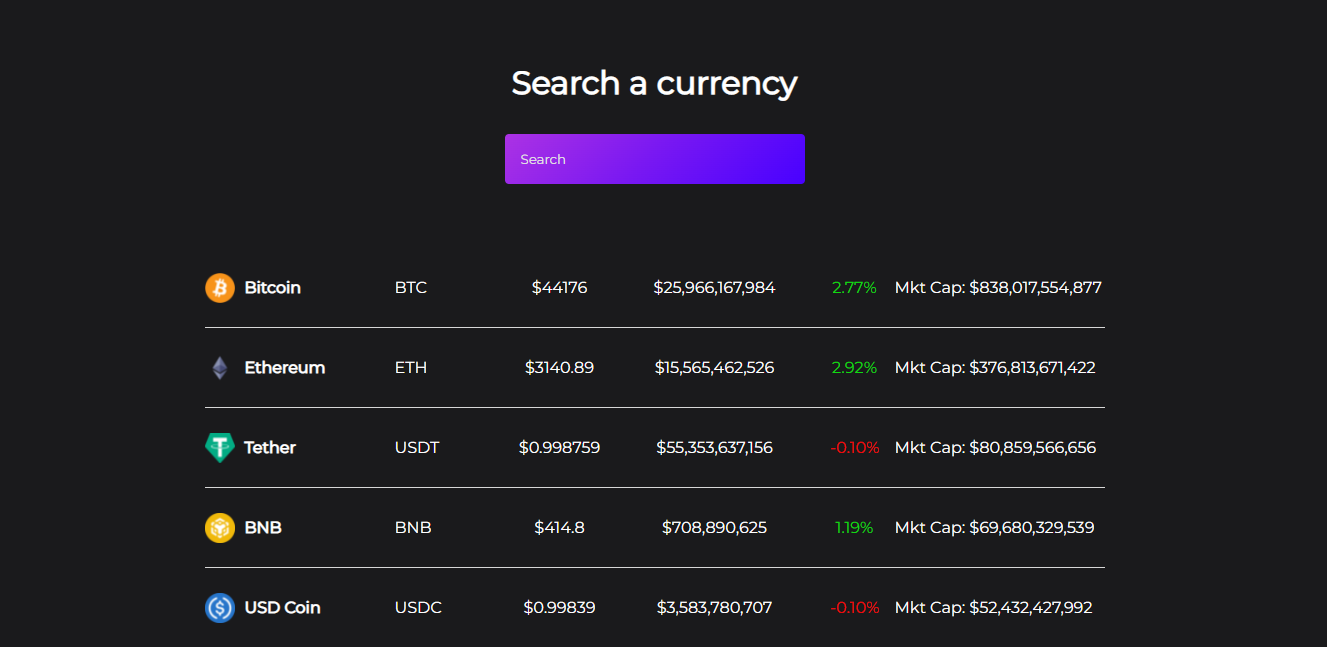 Search a currency
Search
Bitcoin BTC $44176 $25,966,167,984 2.77% Mkt Cap: $838,017,554,877
Ethereum ETH $3140.89 $15,565,462,526 2.92% Mkt Cap: $376,813,671,422
Tether USDT $0.998759 $55,353,637,156 -0.10% Mkt Cap: $80,859,566,656
BNB BNB $414.8 $708,890,625 1.19% Mkt Cap: $69,680,329,539
USD Coin USDC $0.99839 $3,583,780,707 -0.10% Mkt Cap: $52,432,427,992